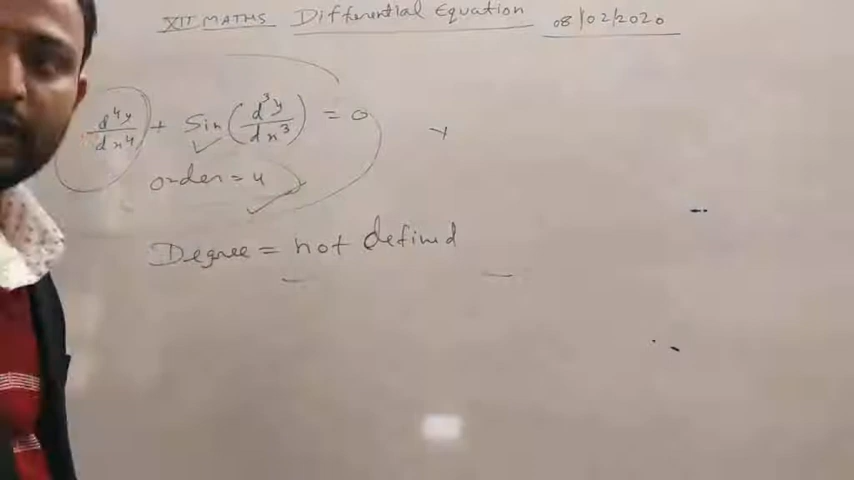 XII MATHS Differential Equation 08/02/2020
d⁴y/dx⁴ + Sin(d³y/dx³) = 0
order = 4
Degree = not defined